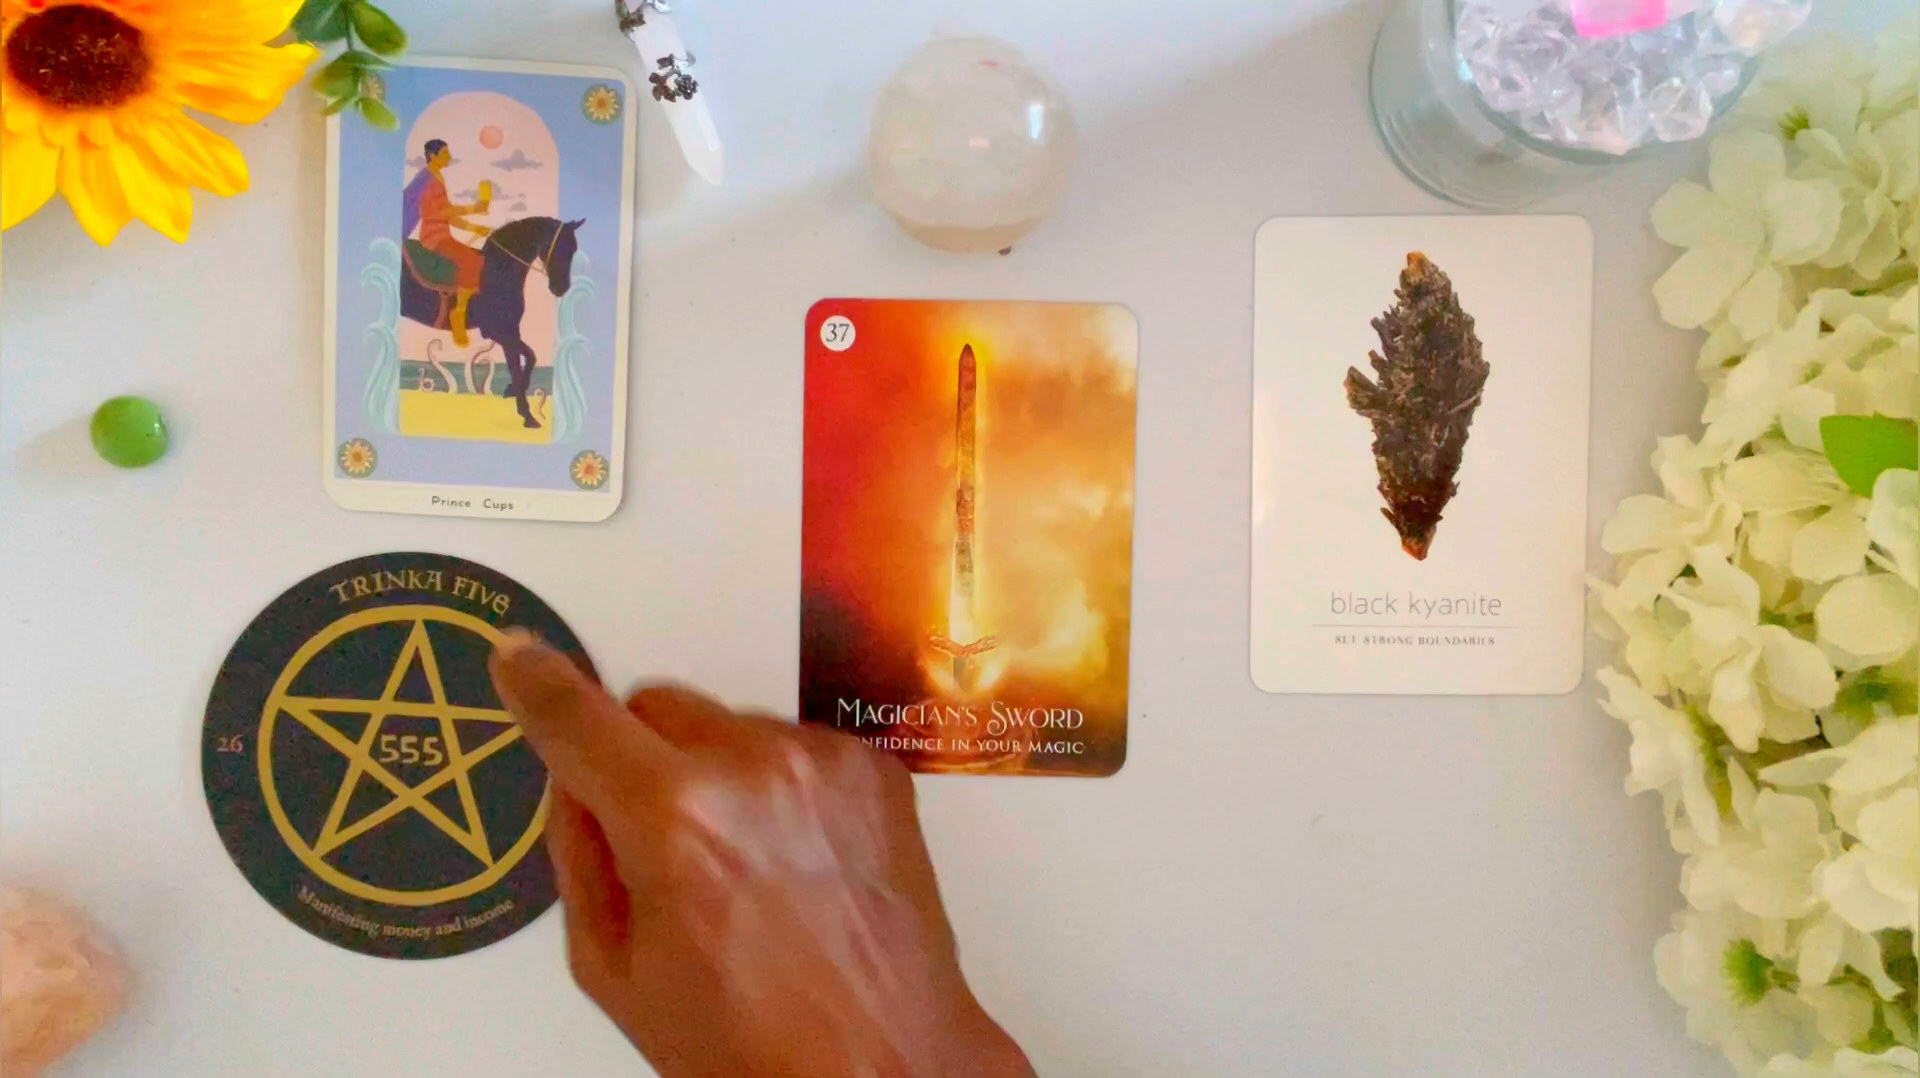 Prince Cups
TRINKA FIVE
26
555
Manifesting money and income
37
MAGICIAN'S SWORD
IN YOUR MAGIC
black kyanite
SET STRONG BOUNDARIES